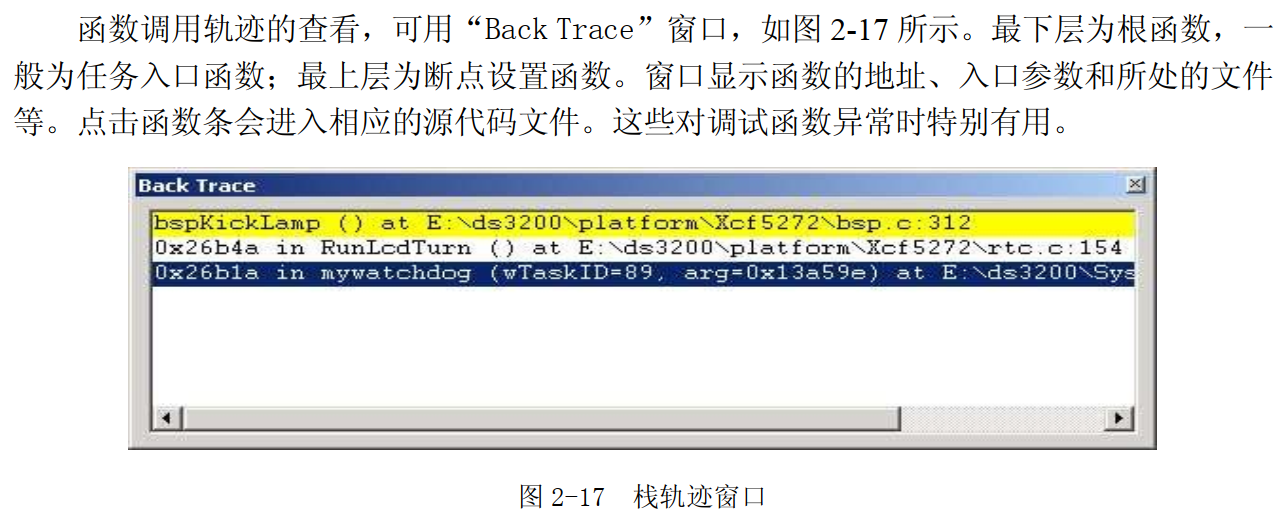 函数调用轨迹的查看，可用“Back Trace”窗口，如图 2-17 所示。最下层为根函数，一
般为任务入口函数；最上层为断点设置函数。窗口显示函数的地址、入口参数和所处的文件
等。点击函数条会进入相应的源代码文件。这些对调试函数异常时特别有用。
Back Trace
bspKickLamp () at E:\ds3200\platform\Xcf5272\bsp.c:312
0x26b4a in RunLcdTurn () at E:\ds3200\platform\Xcf5272\rtc.c:154
0x26b1a in mywatchdog (wTaskID=89, arg=0x13a59e) at E:\ds3200\Sys
图 2-17 栈轨迹窗口